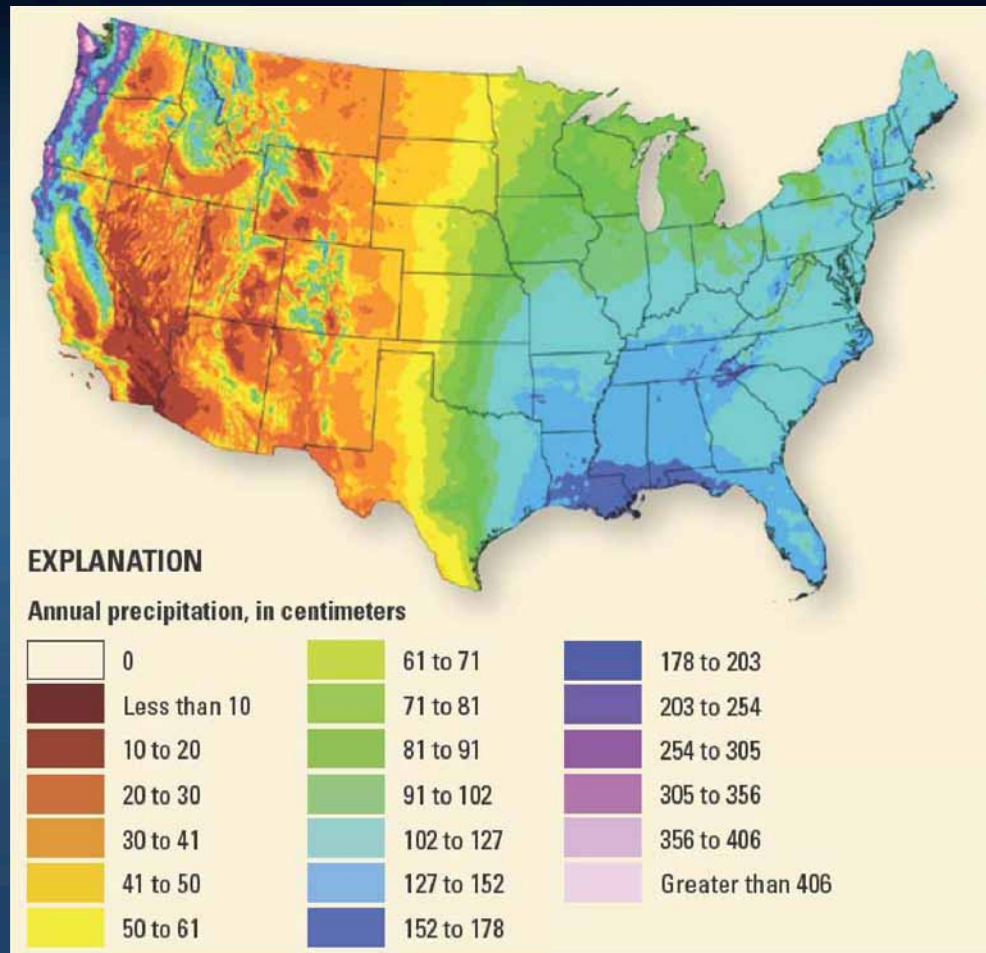 EXPLANATION
Annual precipitation, in centimeters
0
Less than 10
10 to 20
20 to 30
30 to 41
41 to 50
50 to 61
61 to 71
71 to 81
81 to 91
91 to 102
102 to 127
127 to 152
152 to 178
178 to 203
203 to 254
254 to 305
305 to 356
356 to 406
Greater than 406